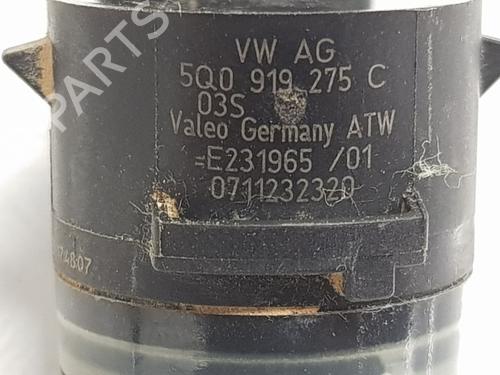 VW AG
5Q0 919 275 C
03S
Valeo Germany ATW
=E231965 /01
0711232320
PARTS